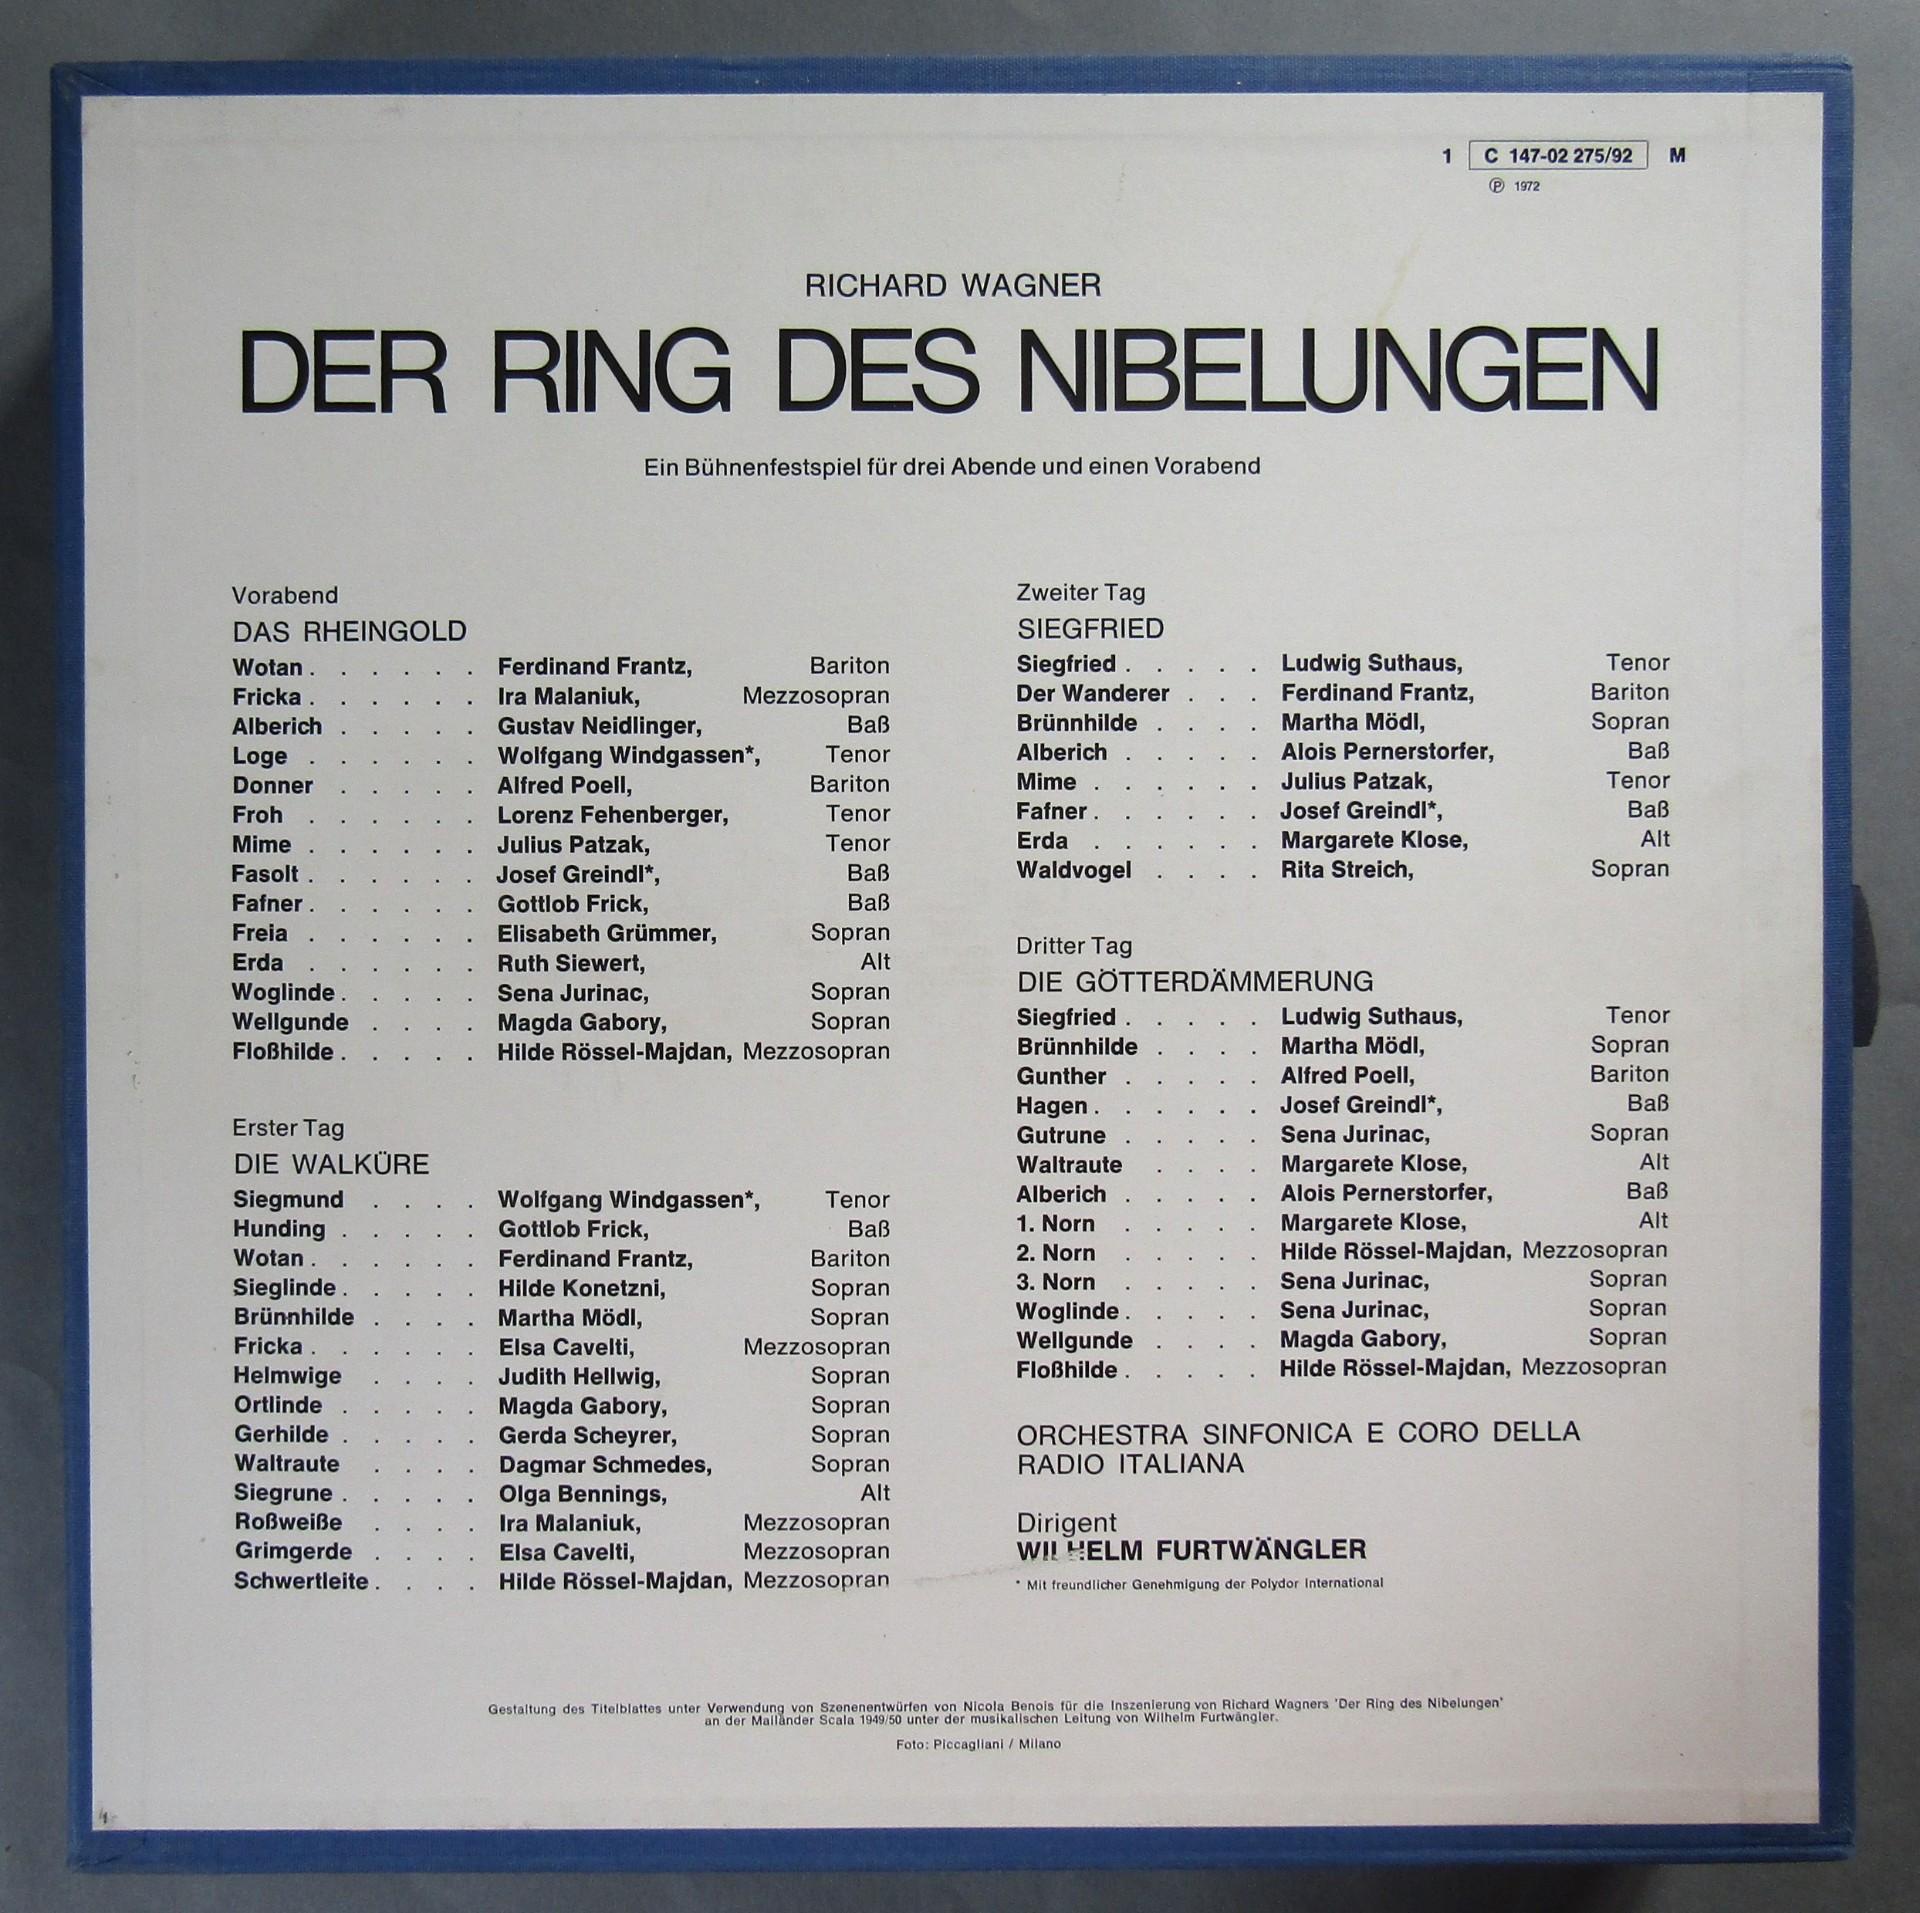 1 C 147-02 275/92 M
℗ 1972
RICHARD WAGNER
DER RING DES NIBELUNGEN
Ein Bühnenfestspiel für drei Abende und einen Vorabend
Vorabend
DAS RHEINGOLD
Wotan . . . . . . Ferdinand Frantz, Bariton
Fricka . . . . . . Ira Malaniuk, Mezzosopran
Alberich . . . . . Gustav Neidlinger, Baß
Loge . . . . . . Wolfgang Windgassen*, Tenor
Donner . . . . . Alfred Poell, Bariton
Froh . . . . . . Lorenz Fehenberger, Tenor
Mime . . . . . . Julius Patzak, Tenor
Fasolt . . . . . . Josef Greindl*, Baß
Fafner . . . . . . Gottlob Frick, Baß
Freia . . . . . . Elisabeth Grümmer, Sopran
Erda . . . . . . Ruth Siewert, Alt
Woglinde . . . . . Sena Jurinac, Sopran
Wellgunde . . . . Magda Gabory, Sopran
Floßhilde . . . . . Hilde Rössel-Majdan, Mezzosopran
Erster Tag
DIE WALKÜRE
Siegmund . . . . Wolfgang Windgassen*, Tenor
Hunding . . . . . Gottlob Frick, Baß
Wotan . . . . . . Ferdinand Frantz, Bariton
Sieglinde . . . . . Hilde Konetzni, Sopran
Brünnhilde . . . . Martha Mödl, Sopran
Fricka . . . . . . Elsa Cavelti, Mezzosopran
Helmwige . . . . Judith Hellwig, Sopran
Ortlinde . . . . . Magda Gabory, Sopran
Gerhilde . . . . . Gerda Scheyrer, Sopran
Waltraute . . . . Dagmar Schmedes, Sopran
Siegrune . . . . . Olga Bennings, Alt
Roßweiße . . . . Ira Malaniuk, Mezzosopran
Grimgerde . . . . Elsa Cavelti, Mezzosopran
Schwertleite . . . . Hilde Rössel-Majdan, Mezzosopran
Zweiter Tag
SIEGFRIED
Siegfried . . . . . Ludwig Suthaus, Tenor
Der Wanderer . . . Ferdinand Frantz, Bariton
Brünnhilde . . . . Martha Mödl, Sopran
Alberich . . . . . Alois Pernerstorfer, Baß
Mime . . . . . . Julius Patzak, Tenor
Fafner . . . . . . Josef Greindl*, Baß
Erda . . . . . . Margarete Klose, Alt
Waldvogel . . . . Rita Streich, Sopran
Dritter Tag
DIE GÖTTERDÄMMERUNG
Siegfried . . . . . Ludwig Suthaus, Tenor
Brünnhilde . . . . Martha Mödl, Sopran
Gunther . . . . . Alfred Poell, Bariton
Hagen . . . . . . Josef Greindl*, Baß
Gutrune . . . . . Sena Jurinac, Sopran
Waltraute . . . . Margarete Klose, Alt
Alberich . . . . . Alois Pernerstorfer, Baß
1. Norn . . . . . Margarete Klose, Alt
2. Norn . . . . . Hilde Rössel-Majdan, Mezzosopran
3. Norn . . . . . Sena Jurinac, Sopran
Woglinde . . . . . Sena Jurinac, Sopran
Wellgunde . . . . Magda Gabory, Sopran
Floßhilde . . . . . Hilde Rössel-Majdan, Mezzosopran
ORCHESTRA SINFONICA E CORO DELLA
RADIO ITALIANA
Dirigent
WILHELM FURTWÄNGLER
* Mit freundlicher Genehmigung der Polydor International
Gestaltung des Titelblattes unter Verwendung von Szenenentwürfen von Nicola Benois für die Inszenierung von Richard Wagners 'Der Ring des Nibelungen'
an der Mailänder Scala 1949/50 unter der musikalischen Leitung von Wilhelm Furtwängler.
Foto: Piccagliani / Milano